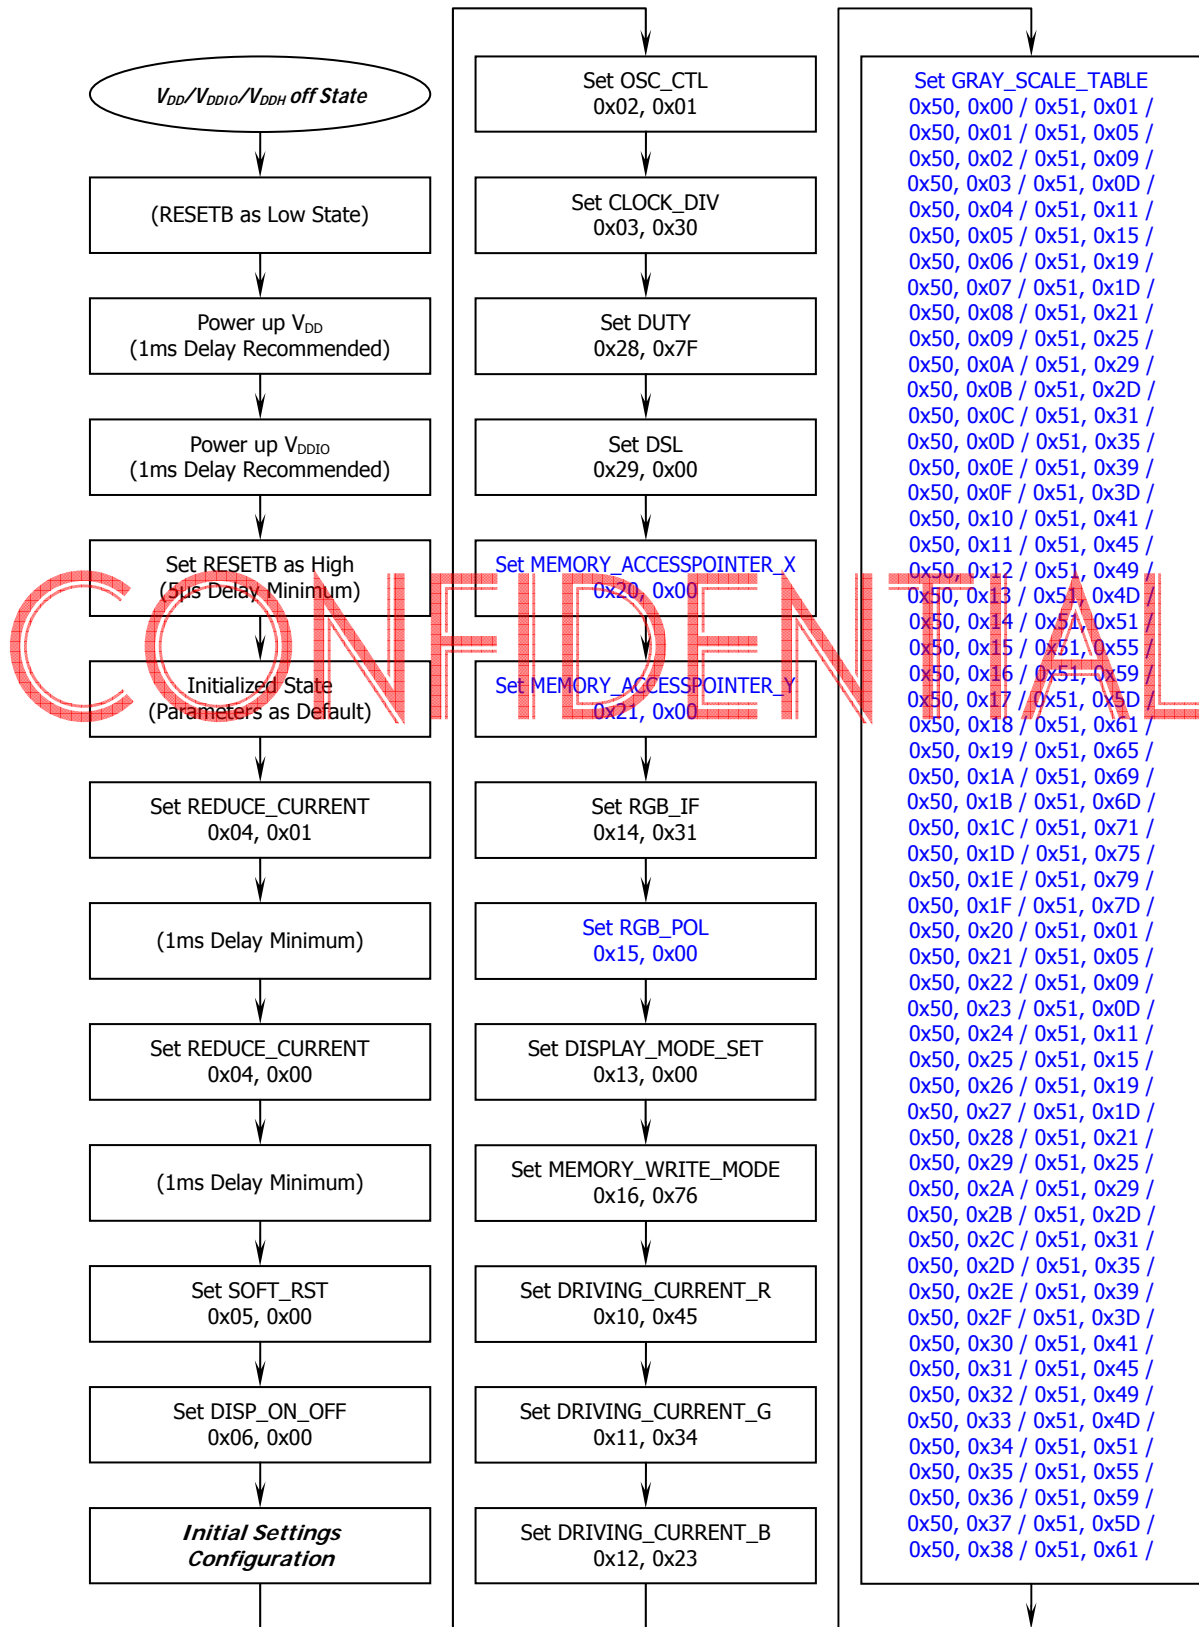 V_DD/V_DDIO/V_DDH off State
(RESETB as Low State)
Power up V_DD
(1ms Delay Recommended)
Power up V_DDIO
(1ms Delay Recommended)
Set RESETB as High
(5μs Delay Minimum)
Initialized State
(Parameters as Default)
Set REDUCE_CURRENT
0x04, 0x01
(1ms Delay Minimum)
Set REDUCE_CURRENT
0x04, 0x00
(1ms Delay Minimum)
Set SOFT_RST
0x05, 0x00
Set DISP_ON_OFF
0x06, 0x00
Initial Settings
Configuration
Set OSC_CTL
0x02, 0x01
Set CLOCK_DIV
0x03, 0x30
Set DUTY
0x28, 0x7F
Set DSL
0x29, 0x00
Set MEMORY_ACCESSPOINTER_X
0x20, 0x00
Set MEMORY_ACCESSPOINTER_Y
0x21, 0x00
Set RGB_IF
0x14, 0x31
Set RGB_POL
0x15, 0x00
Set DISPLAY_MODE_SET
0x13, 0x00
Set MEMORY_WRITE_MODE
0x16, 0x76
Set DRIVING_CURRENT_R
0x10, 0x45
Set DRIVING_CURRENT_G
0x11, 0x34
Set DRIVING_CURRENT_B
0x12, 0x23
Set GRAY_SCALE_TABLE
0x50, 0x00 / 0x51, 0x01 /
0x50, 0x01 / 0x51, 0x05 /
0x50, 0x02 / 0x51, 0x09 /
0x50, 0x03 / 0x51, 0x0D /
0x50, 0x04 / 0x51, 0x11 /
0x50, 0x05 / 0x51, 0x15 /
0x50, 0x06 / 0x51, 0x19 /
0x50, 0x07 / 0x51, 0x1D /
0x50, 0x08 / 0x51, 0x21 /
0x50, 0x09 / 0x51, 0x25 /
0x50, 0x0A / 0x51, 0x29 /
0x50, 0x0B / 0x51, 0x2D /
0x50, 0x0C / 0x51, 0x31 /
0x50, 0x0D / 0x51, 0x35 /
0x50, 0x0E / 0x51, 0x39 /
0x50, 0x0F / 0x51, 0x3D /
0x50, 0x10 / 0x51, 0x41 /
0x50, 0x11 / 0x51, 0x45 /
0x50, 0x12 / 0x51, 0x49 /
0x50, 0x13 / 0x51, 0x4D /
0x50, 0x14 / 0x51, 0x51 /
0x50, 0x15 / 0x51, 0x55 /
0x50, 0x16 / 0x51, 0x59 /
0x50, 0x17 / 0x51, 0x5D /
0x50, 0x18 / 0x51, 0x61 /
0x50, 0x19 / 0x51, 0x65 /
0x50, 0x1A / 0x51, 0x69 /
0x50, 0x1B / 0x51, 0x6D /
0x50, 0x1C / 0x51, 0x71 /
0x50, 0x1D / 0x51, 0x75 /
0x50, 0x1E / 0x51, 0x79 /
0x50, 0x1F / 0x51, 0x7D /
0x50, 0x20 / 0x51, 0x01 /
0x50, 0x21 / 0x51, 0x05 /
0x50, 0x22 / 0x51, 0x09 /
0x50, 0x23 / 0x51, 0x0D /
0x50, 0x24 / 0x51, 0x11 /
0x50, 0x25 / 0x51, 0x15 /
0x50, 0x26 / 0x51, 0x19 /
0x50, 0x27 / 0x51, 0x1D /
0x50, 0x28 / 0x51, 0x21 /
0x50, 0x29 / 0x51, 0x25 /
0x50, 0x2A / 0x51, 0x29 /
0x50, 0x2B / 0x51, 0x2D /
0x50, 0x2C / 0x51, 0x31 /
0x50, 0x2D / 0x51, 0x35 /
0x50, 0x2E / 0x51, 0x39 /
0x50, 0x2F / 0x51, 0x3D /
0x50, 0x30 / 0x51, 0x41 /
0x50, 0x31 / 0x51, 0x45 /
0x50, 0x32 / 0x51, 0x49 /
0x50, 0x33 / 0x51, 0x4D /
0x50, 0x34 / 0x51, 0x51 /
0x50, 0x35 / 0x51, 0x55 /
0x50, 0x36 / 0x51, 0x59 /
0x50, 0x37 / 0x51, 0x5D /
0x50, 0x38 / 0x51, 0x61 /
CONFIDENTIAL